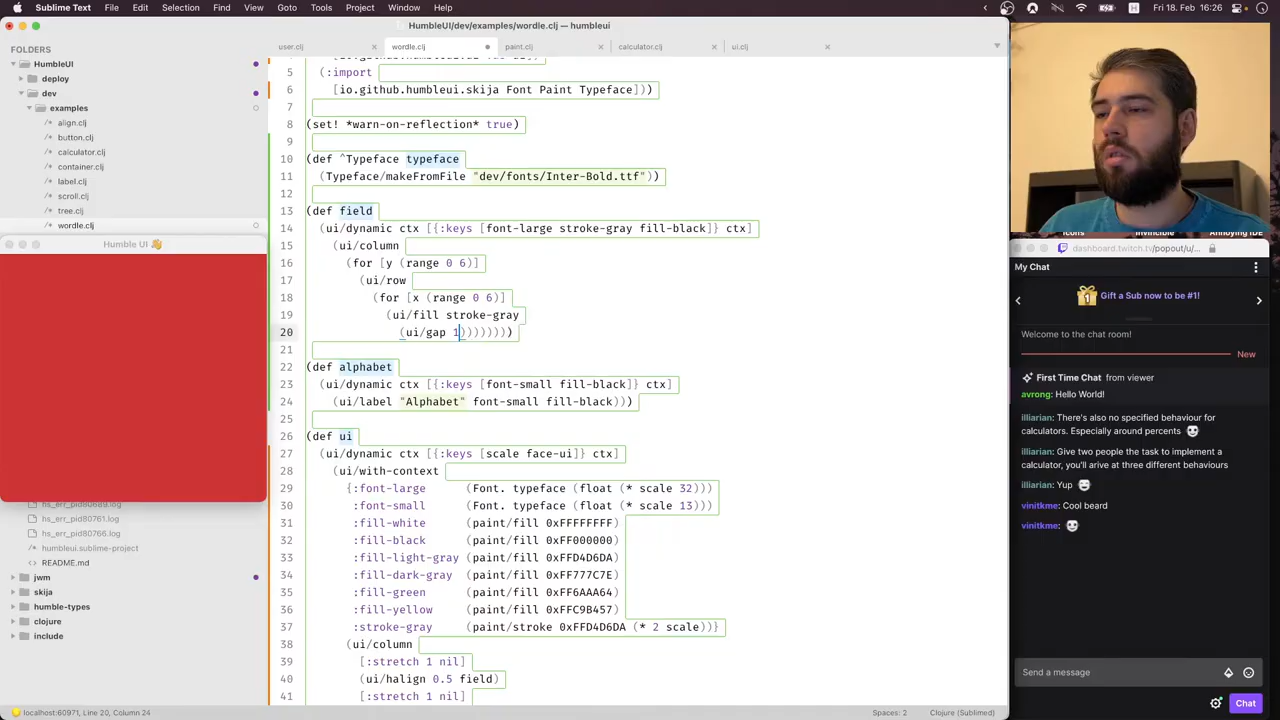 Sublime Text File Edit Selection Find View Goto Tools Project Window Help
Fri 18. Feb 16:26
HumbleUI/dev/examples/wordle.clj — humbleui
FOLDERS
HumbleUI
deploy
dev
examples
align.clj
button.clj
calculator.clj
container.clj
label.clj
scroll.clj
tree.clj
wordle.clj
Humble UI 👋
hs_err_pid80761.log
hs_err_pid80766.log
humbleui.sublime-project
README.md
jwm
skija
humble-types
clojure
include
user.clj wordle.clj paint.clj calculator.clj ui.clj
5 (:import
6 [io.github.humbleui.skija Font Paint Typeface]))
7
8 (set! *warn-on-reflection* true)
9
10 (def ^Typeface typeface
11 (Typeface/makeFromFile "dev/fonts/Inter-Bold.ttf"))
12
13 (def field
14 (ui/dynamic ctx [{:keys [font-large stroke-gray fill-black]} ctx]
15 (ui/column
16 (for [y (range 0 6)]
17 (ui/row
18 (for [x (range 0 6)]
19 (ui/fill stroke-gray
20 (ui/gap 1))))))))
21
22 (def alphabet
23 (ui/dynamic ctx [{:keys [font-small fill-black]} ctx]
24 (ui/label "Alphabet" font-small fill-black)))
25
26 (def ui
27 (ui/dynamic ctx [{:keys [scale face-ui]} ctx]
28 (ui/with-context
29 {:font-large (Font. typeface (float (* scale 32)))
30 :font-small (Font. typeface (float (* scale 13)))
31 :fill-white (paint/fill 0xFFFFFFFF)
32 :fill-black (paint/fill 0xFF000000)
33 :fill-light-gray (paint/fill 0xFFD4D6DA)
34 :fill-dark-gray (paint/fill 0xFF777C7E)
35 :fill-green (paint/fill 0xFF6AAA64)
36 :fill-yellow (paint/fill 0xFFC9B457)
37 :stroke-gray (paint/stroke 0xFFD4D6DA (* 2 scale))}
38 (ui/column
39 [:stretch 1 nil]
40 (ui/halign 0.5 field)
41 [:stretch 1 nil]
localhost:60971, Line 20, Column 24
Spaces: 2 Clojure (Sublimed)
Icons Invincible Annoying IDE
dashboard.twitch.tv/popout/u/...
My Chat
Gift a Sub now to be #1!
Welcome to the chat room!
New
First Time Chat from viewer
avrong: Hello World!
illiarian: There's also no specified behaviour for
calculators. Especially around percents
illiarian: Give two people the task to implement a
calculator, you'll arive at three different behaviours
illiarian: Yup
vinitkme: Cool beard
vinitkme:
Send a message
Chat